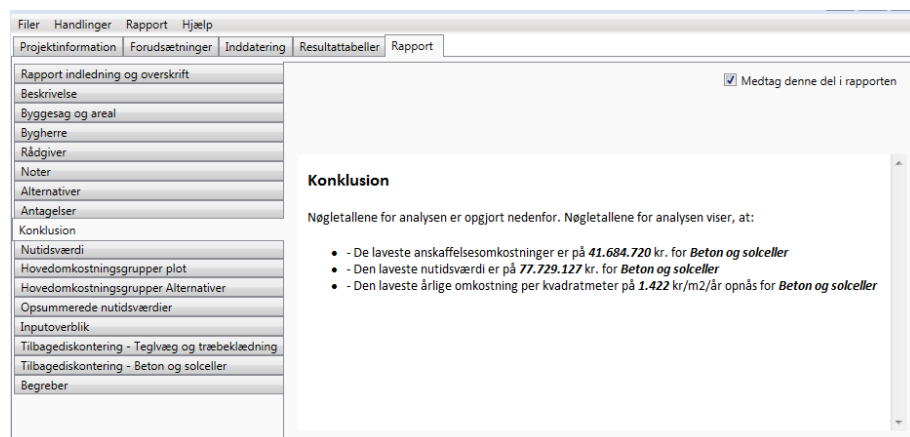 Filer Handlinger Rapport Hjælp
Projektinformation Forudsætninger Inddatering Resultattabeller Rapport
Rapport indledning og overskrift
Beskrivelse
Byggesag og areal
Bygherre
Rådgiver
Noter
Alternativer
Antagelser
Konklusion
Nutidsværdi
Hovedomkostningsgrupper plot
Hovedomkostningsgrupper Alternativer
Opsummerede nutidsværdier
Inputoverblik
Tilbagediskontering - Teglvæg og træbeklædning
Tilbagediskontering - Beton og solceller
Begreber
Medtag denne del i rapporten
Konklusion
Nøgletallene for analysen er opgjort nedenfor. Nøgletallene for analysen viser, at:
• - De laveste anskaffelsesomkostninger er på 41.684.720 kr. for Beton og solceller
• - Den laveste nutidsværdi er på 77.729.127 kr. for Beton og solceller
• - Den laveste årlige omkostning per kvadratmeter på 1.422 kr/m2/år opnås for Beton og solceller